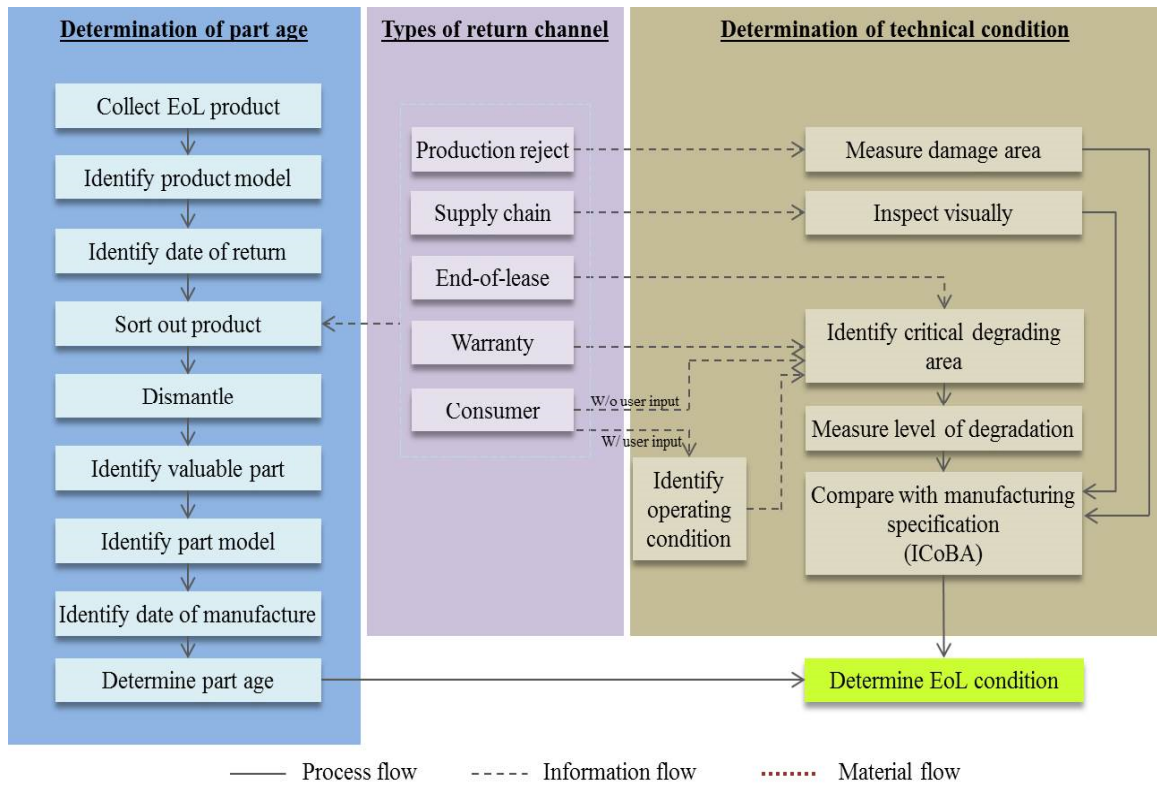 Determination of part age
Collect EoL product
Identify product model
Identify date of return
Sort out product
Dismantle
Identify valuable part
Identify part model
Identify date of manufacture
Determine part age
Types of return channel
Production reject
Supply chain
End-of-lease
Warranty
Consumer
W/o user input
W/ user input
Determination of technical condition
Measure damage area
Inspect visually
Identify critical degrading
area
Measure level of degradation
Identify
operating
condition
Compare with manufacturing
specification
(ICoBA)
Determine EoL condition
Process flow
Information flow
Material flow